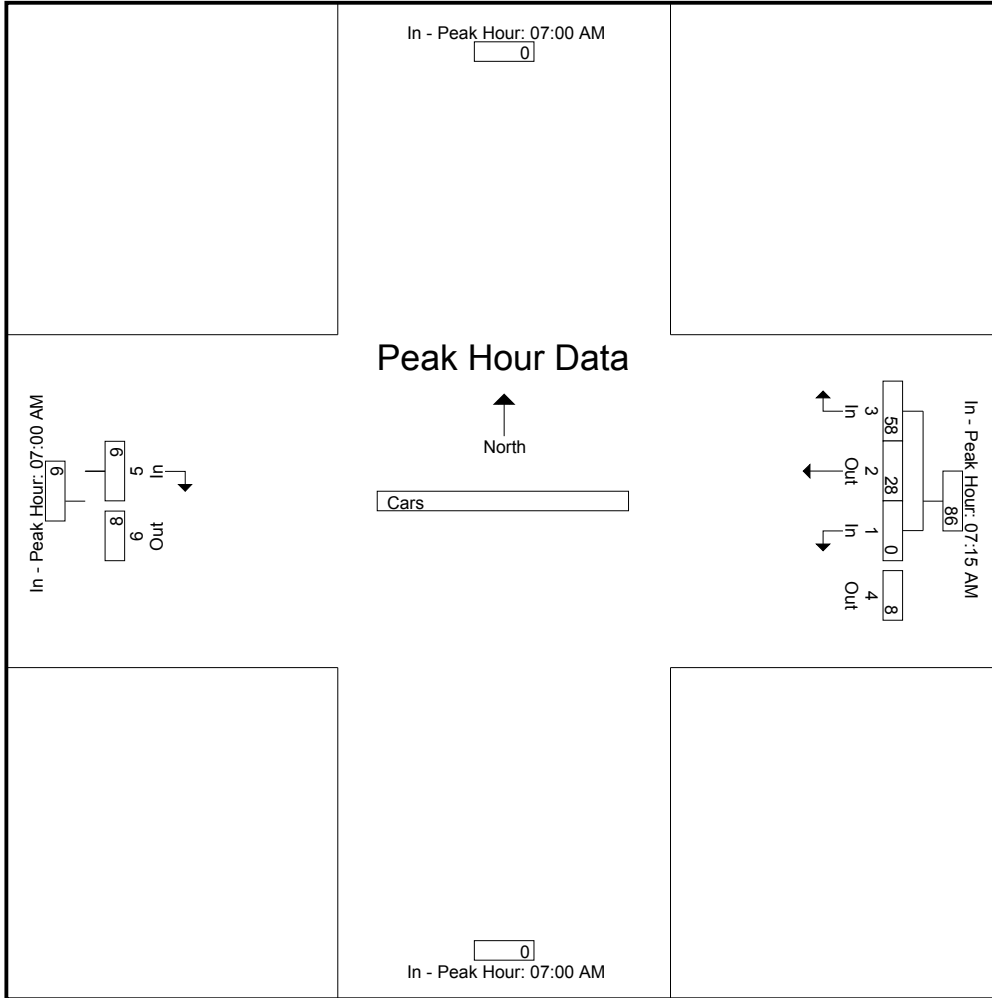 In - Peak Hour: 07:00 AM
0
Peak Hour Data
North
Cars
In - Peak Hour: 07:15 AM
86
58
28
0
8
3
2
1
4
In
Out
In
Out
In - Peak Hour: 07:00 AM
9
9
8
5
6
In
Out
0
In - Peak Hour: 07:00 AM